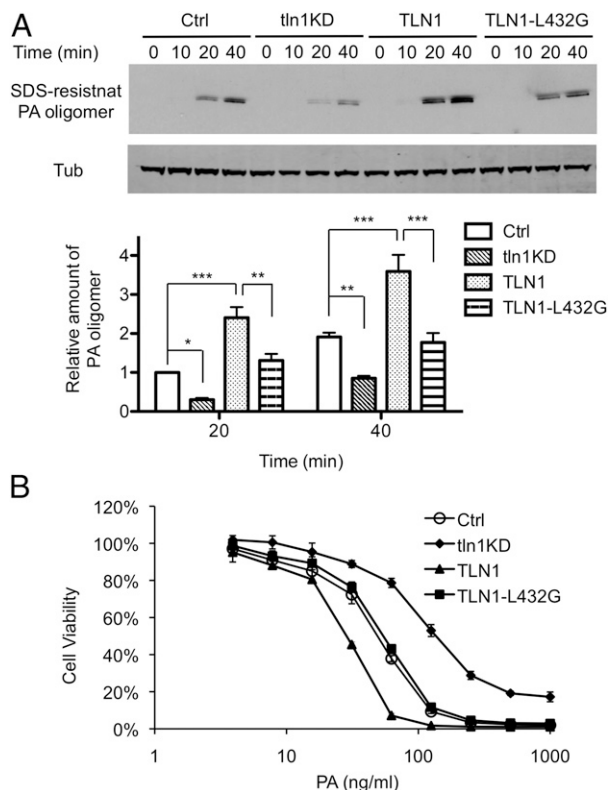 A
Ctrl tln1KD TLN1 TLN1-L432G
Time (min) 0 10 20 40 0 10 20 40 0 10 20 40 0 10 20 40
SDS-resistnat
PA oligomer
Tub
Relative amount of
PA oligomer
4
3
2
1
0
*
***
**
**
***
***
Ctrl
tln1KD
TLN1
TLN1-L432G
20 40
Time (min)
B
Cell Viability
120%
100%
80%
60%
40%
20%
0%
Ctrl
tln1KD
TLN1
TLN1-L432G
1 10 100 1000
PA (ng/ml)